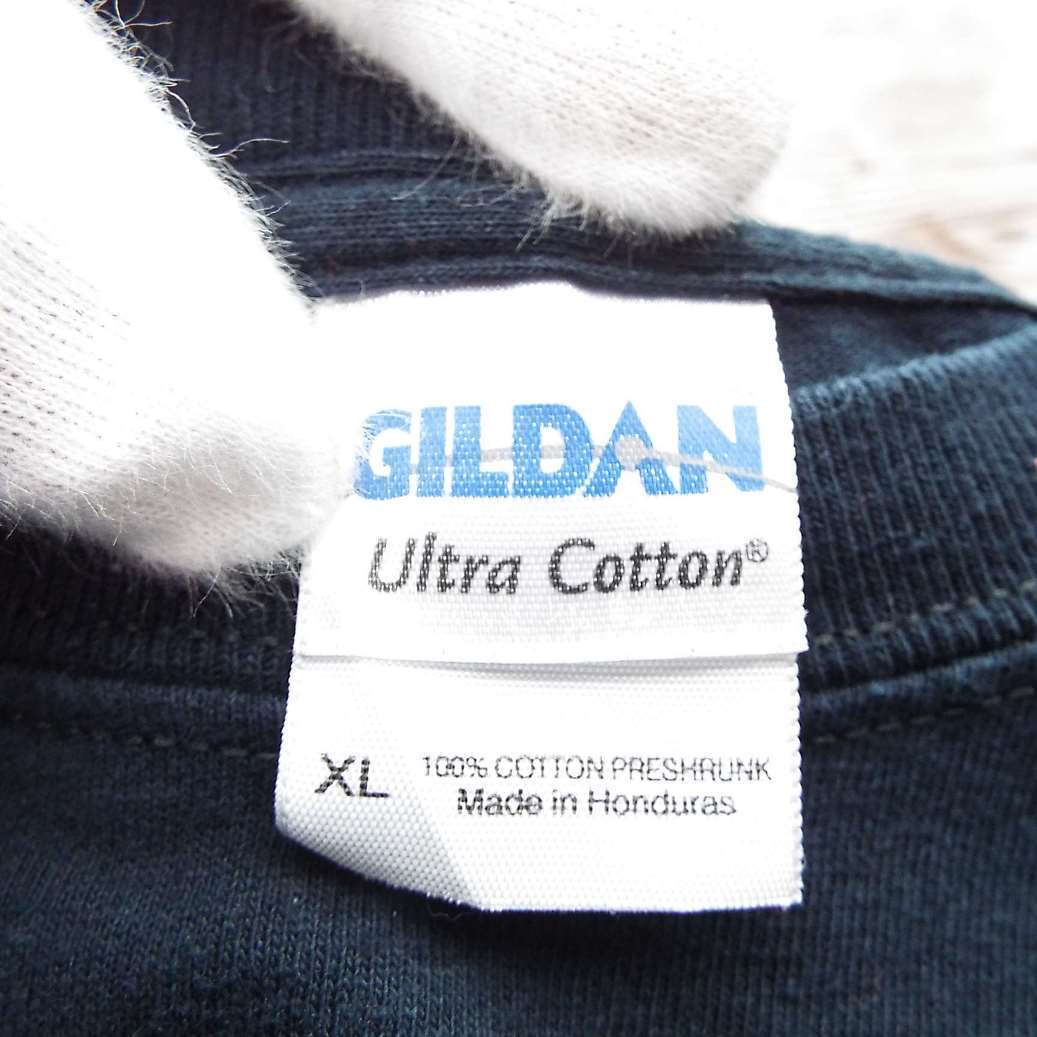 GILDAN
Ultra Cotton®
XL 100% COTTON PRESHRUNK
Made in Honduras